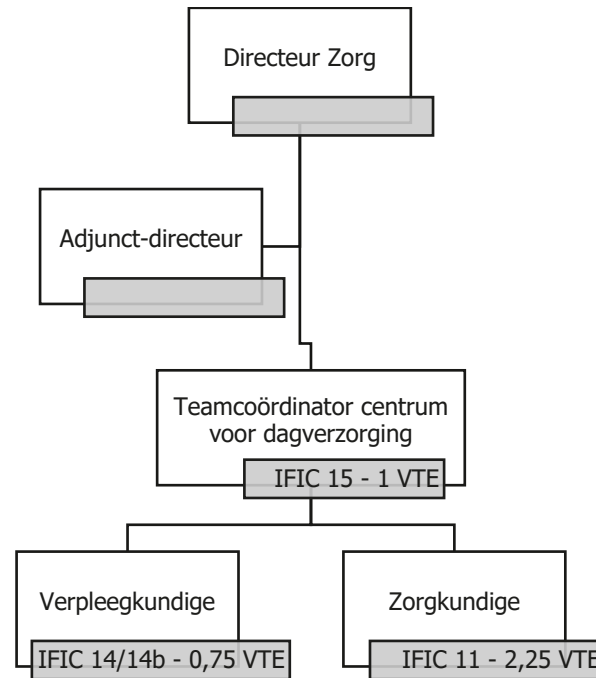 Directeur Zorg
Adjunct-directeur
Teamcoördinator centrum
voor dagverzorging
IFIC 15 - 1 VTE
Verpleegkundige
IFIC 14/14b - 0,75 VTE
Zorgkundige
IFIC 11 - 2,25 VTE